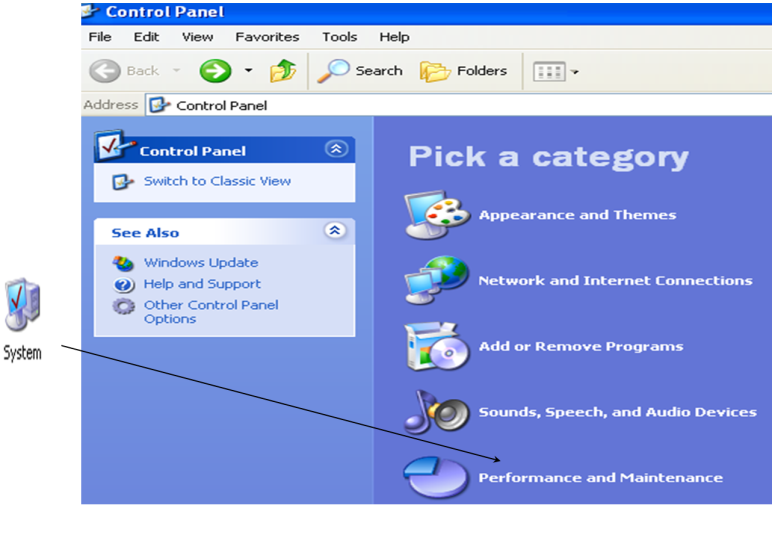 Control Panel
File Edit View Favorites Tools Help
Back Search Folders
Address Control Panel
Control Panel
Switch to Classic View
See Also
Windows Update
Help and Support
Other Control Panel
Options
System
Pick a category
Appearance and Themes
Network and Internet Connections
Add or Remove Programs
Sounds, Speech, and Audio Devices
Performance and Maintenance